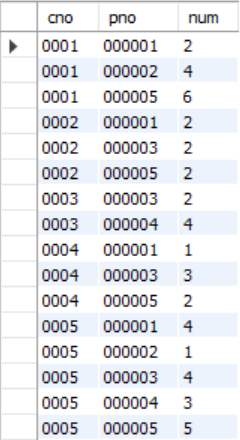 cno pno num
0001 000001 2
0001 000002 4
0001 000005 6
0002 000001 2
0002 000003 2
0002 000005 2
0003 000003 2
0003 000004 4
0004 000001 1
0004 000003 3
0004 000005 2
0005 000001 4
0005 000002 1
0005 000003 4
0005 000004 3
0005 000005 5